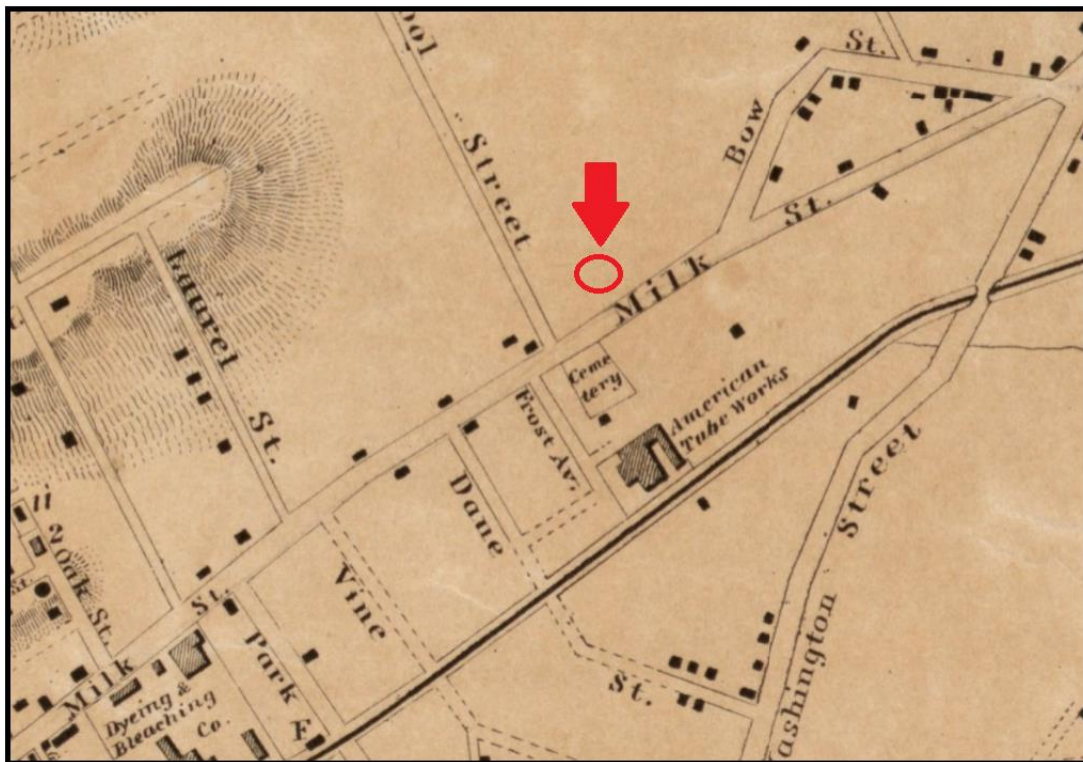 ool
Street
St.
Bow
St.
Milk
Laurel
St.
Ceme
tery
American
Tube Works
Frost Av.
Dane
Street
Vine
Oak St.
St.
Park
Milk
Dyeing &
Bleaching
Co.
F
St.
ashington